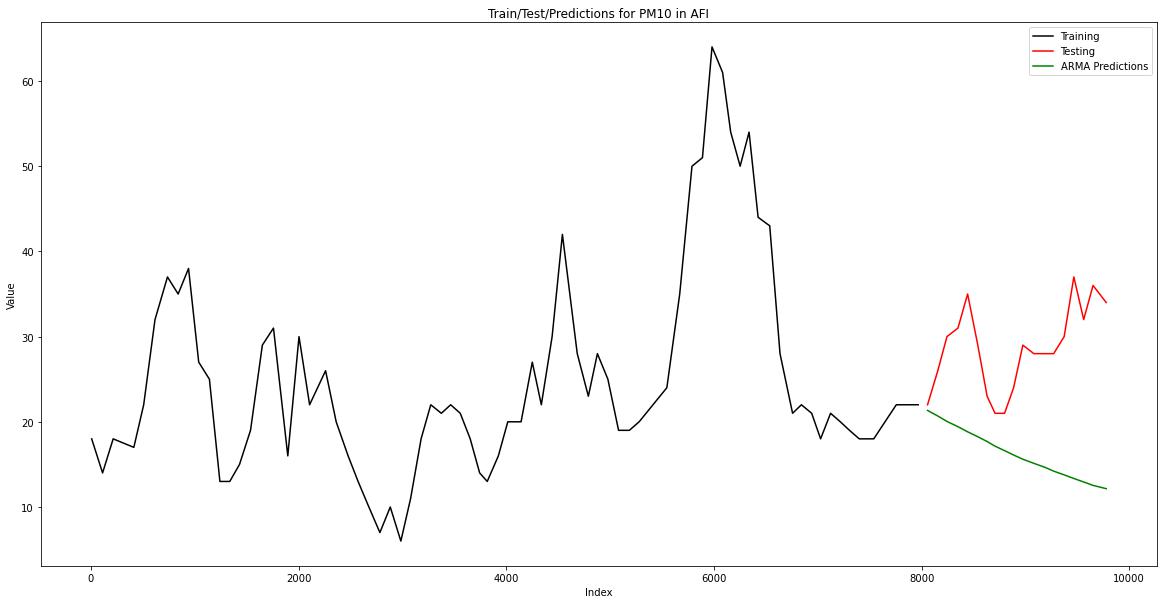 Train/Test/Predictions for PM10 in AFI
Training
Testing
ARMA Predictions
Value
60
50
40
30
20
10
0 2000 4000 6000 8000 10000
Index